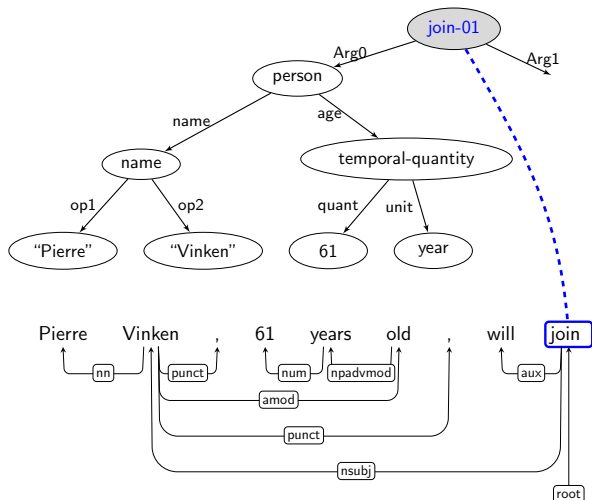 join-01
Arg0 Arg1
person
name age
name temporal-quantity
op1 op2 quant unit
“Pierre” “Vinken” 61 year
Pierre Vinken , 61 years old , will join
nn punct num npadvmod aux
amod
punct
nsubj
root